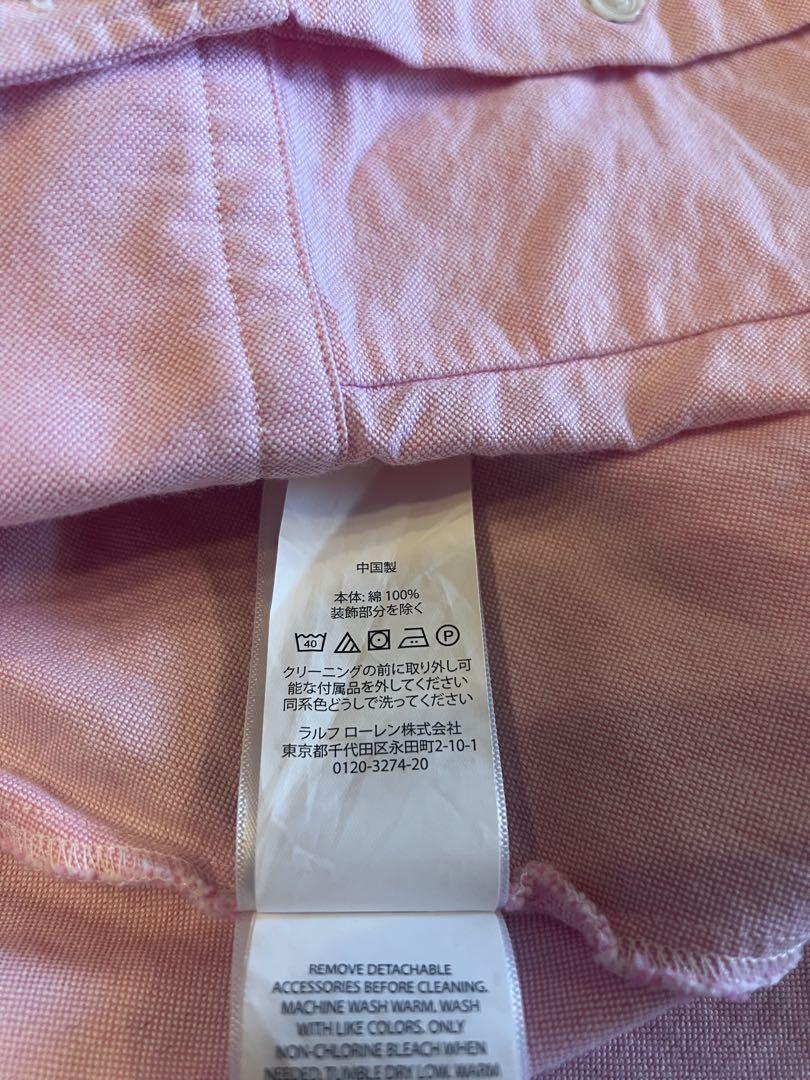 中国製
本体: 綿 100%
装飾部分を除く
40 P
クリーニングの前に取り外し可
能な付属品を外してください
同系色どうしで洗ってください
ラルフ ローレン株式会社
東京都千代田区永田町2-10-1
0120-3274-20
REMOVE DETACHABLE
ACCESSORIES BEFORE CLEANING.
MACHINE WASH WARM. WASH
WITH LIKE COLORS. ONLY
NON-CHLORINE BLEACH WHEN
NEEDED. TUMBLE DRY LOW. WARM